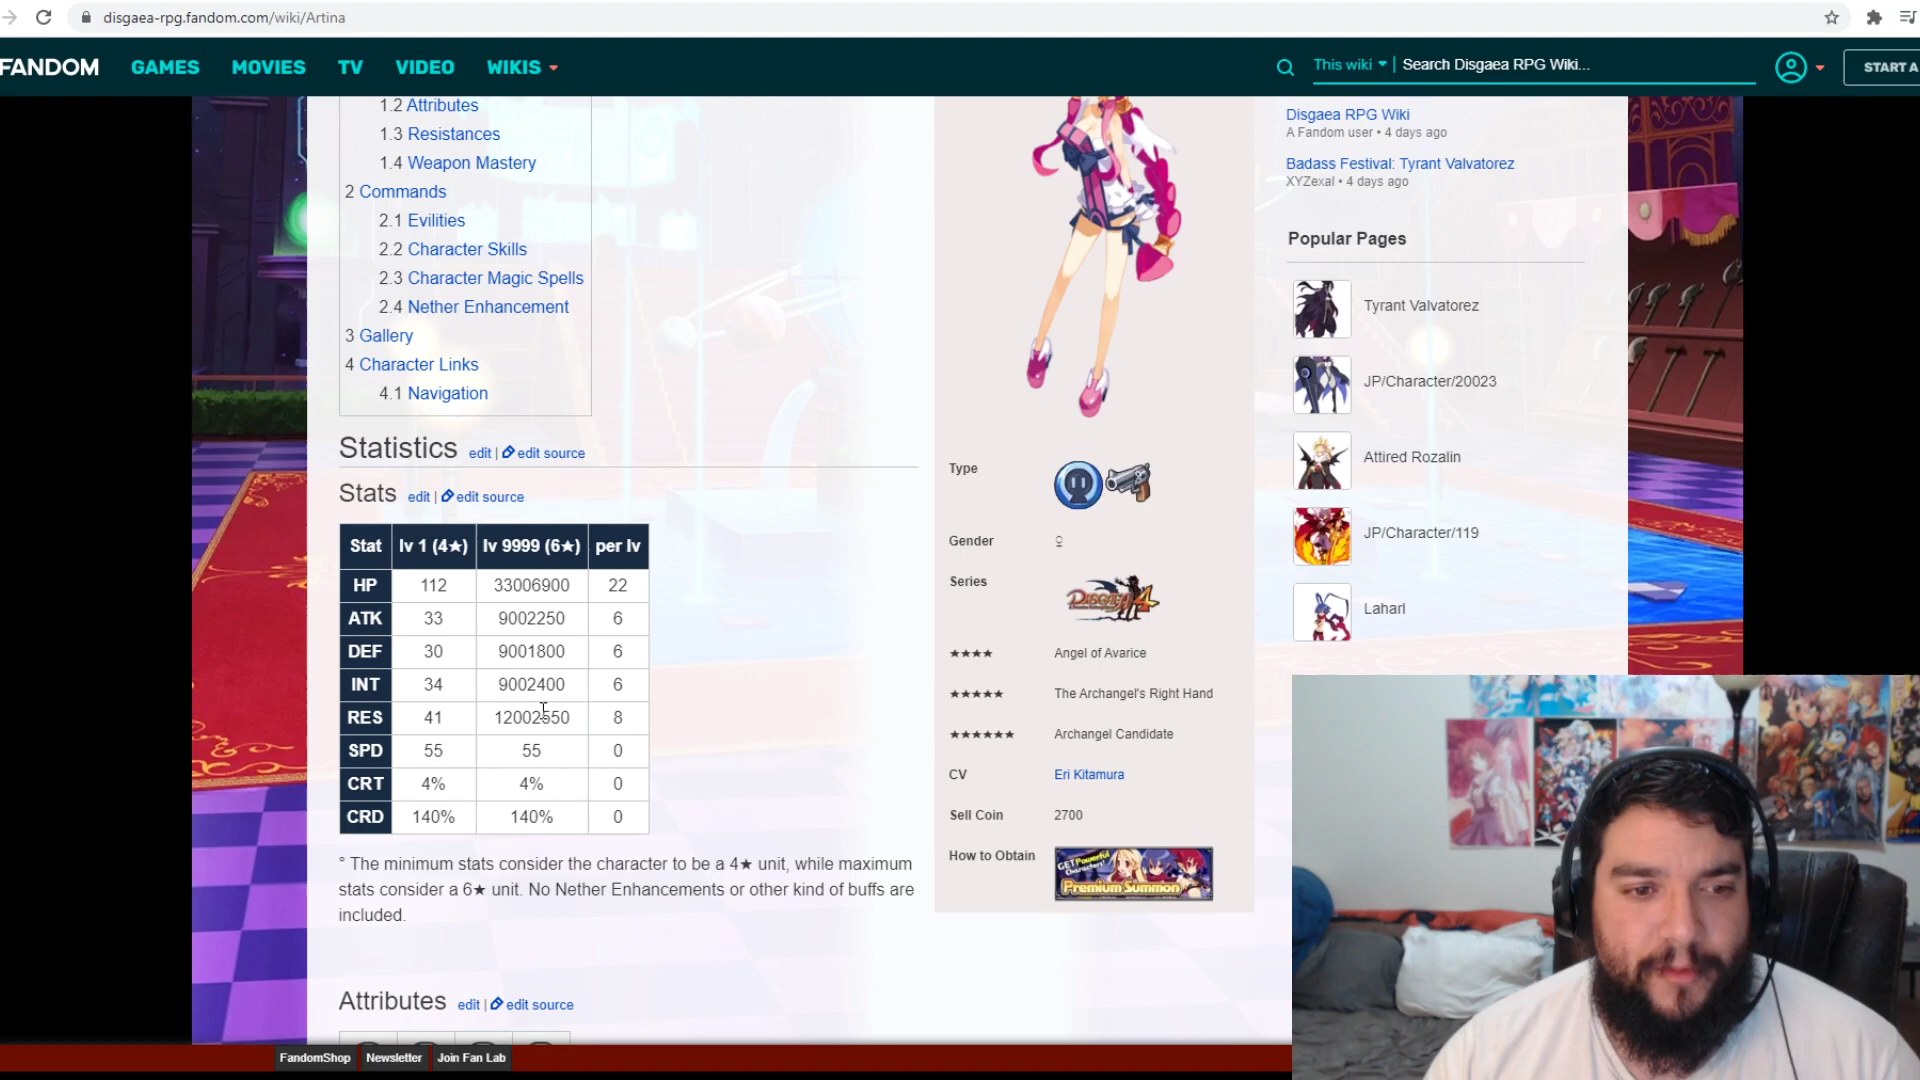 disgaea-rpg.fandom.com/wiki/Artina
FANDOM
GAMES
MOVIES
TV
VIDEO
WIKIS
This wiki
Search Disgaea RPG Wiki...
START A
1.2 Attributes
1.3 Resistances
1.4 Weapon Mastery
2 Commands
2.1 Evilities
2.2 Character Skills
2.3 Character Magic Spells
2.4 Nether Enhancement
3 Gallery
4 Character Links
4.1 Navigation
Statistics edit | edit source
Stats edit | edit source
Stat lv 1 (4★) lv 9999 (6★) per lv
HP 112 33006900 22
ATK 33 9002250 6
DEF 30 9001800 6
INT 34 9002400 6
RES 41 12002550 8
SPD 55 55 0
CRT 4% 4% 0
CRD 140% 140% 0
° The minimum stats consider the character to be a 4★ unit, while maximum
stats consider a 6★ unit. No Nether Enhancements or other kind of buffs are
included.
Attributes edit | edit source
Type
Gender ♀
Series DISGAEA 4
★★★★ Angel of Avarice
★★★★★ The Archangel's Right Hand
★★★★★★ Archangel Candidate
CV Eri Kitamura
Sell Coin 2700
How to Obtain
GET Powerful
Characters!
Premium Summon
Disgaea RPG Wiki
A Fandom user • 4 days ago
Badass Festival: Tyrant Valvatorez
XYZexal • 4 days ago
Popular Pages
Tyrant Valvatorez
JP/Character/20023
Attired Rozalin
JP/Character/119
Laharl
FandomShop
Newsletter
Join Fan Lab